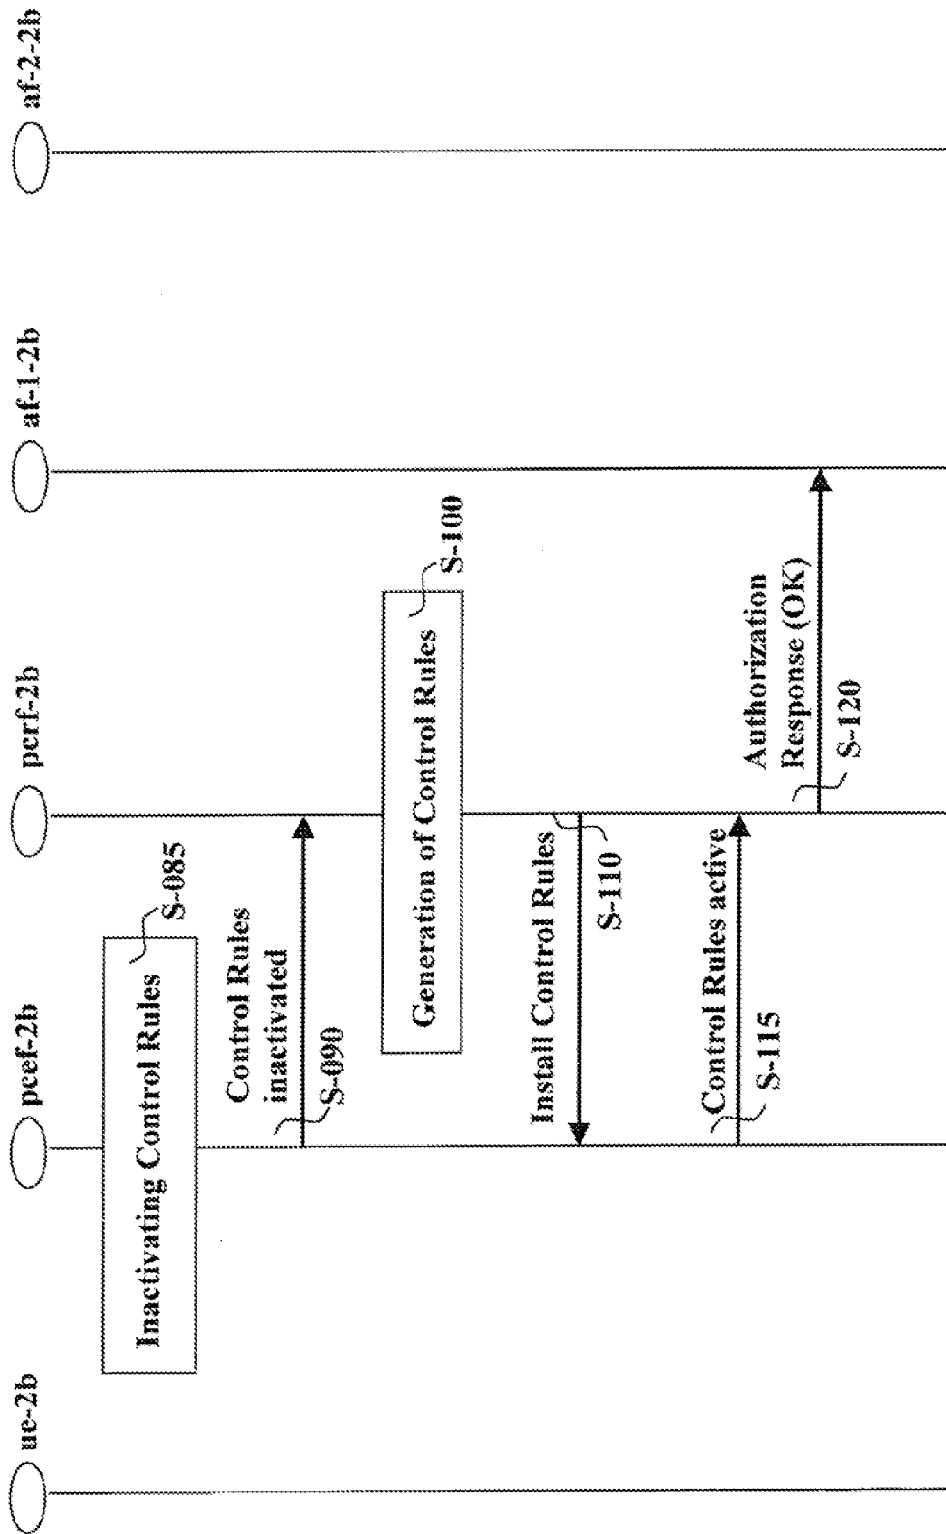 ue-2b
pcef-2b
pcrf-2b
af-1-2b
af-2-2b
Inactivating Control Rules
S-085
Control Rules
inactivated
S-090
Generation of Control Rules
S-100
Install Control Rules
S-110
Control Rules active
S-115
Authorization
Response (OK)
S-120